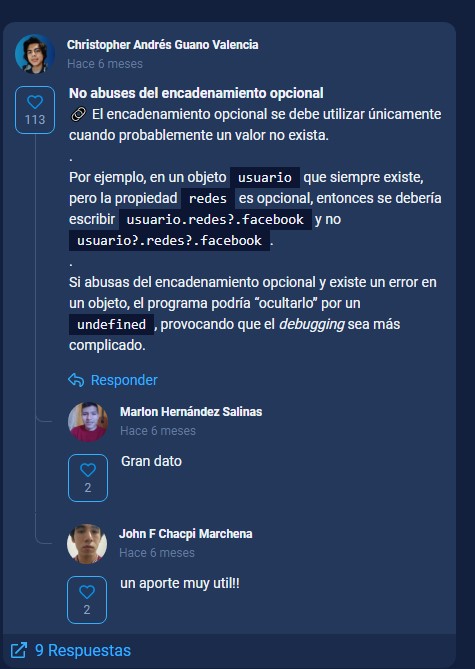 Christopher Andrés Guano Valencia
Hace 6 meses
113
No abuses del encadenamiento opcional
🔗 El encadenamiento opcional se debe utilizar únicamente
cuando probablemente un valor no exista.
.
Por ejemplo, en un objeto usuario que siempre existe,
pero la propiedad redes es opcional, entonces se debería
escribir usuario.redes?.facebook y no
usuario?.redes?.facebook.
.
Si abusas del encadenamiento opcional y existe un error en
un objeto, el programa podría “ocultarlo” por un
undefined, provocando que el debugging sea más
complicado.
Responder
Marlon Hernández Salinas
Hace 6 meses
Gran dato
2
John F Chacpi Marchena
Hace 6 meses
un aporte muy util!!
2
9 Respuestas